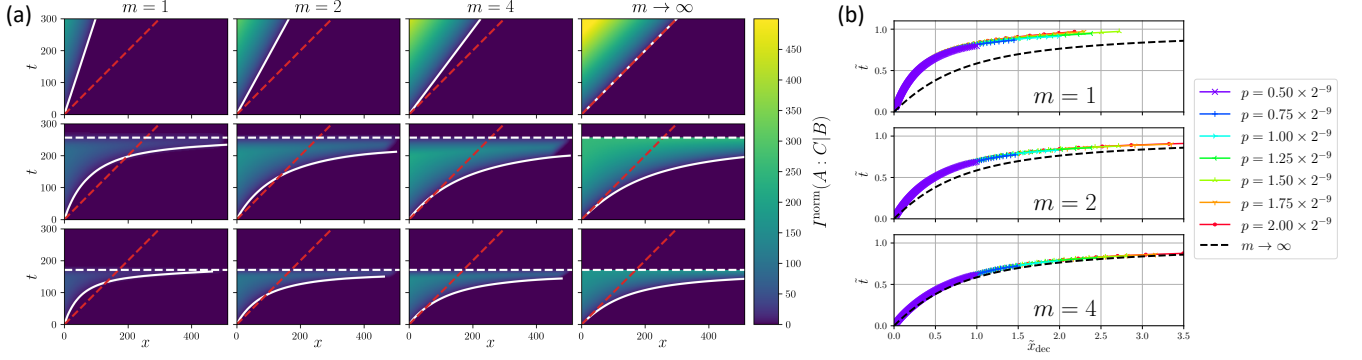 (a)
m = 1
m = 2
m = 4
m → ∞
300
200
100
0
t
300
200
100
0
t
300
200
100
0
t
0 200 400
x
0 200 400
x
0 200 400
x
0 200 400
x
450
400
350
300
250
200
150
100
50
0
I^norm(A : C|B)
(b)
1.0
0.5
0.0
t̃
m = 1
1.0
0.5
0.0
t̃
m = 2
1.0
0.5
0.0
t̃
m = 4
0.0 0.5 1.0 1.5 2.0 2.5 3.0 3.5
x̃_dec
p = 0.50 × 2^−9
p = 0.75 × 2^−9
p = 1.00 × 2^−9
p = 1.25 × 2^−9
p = 1.50 × 2^−9
p = 1.75 × 2^−9
p = 2.00 × 2^−9
m → ∞